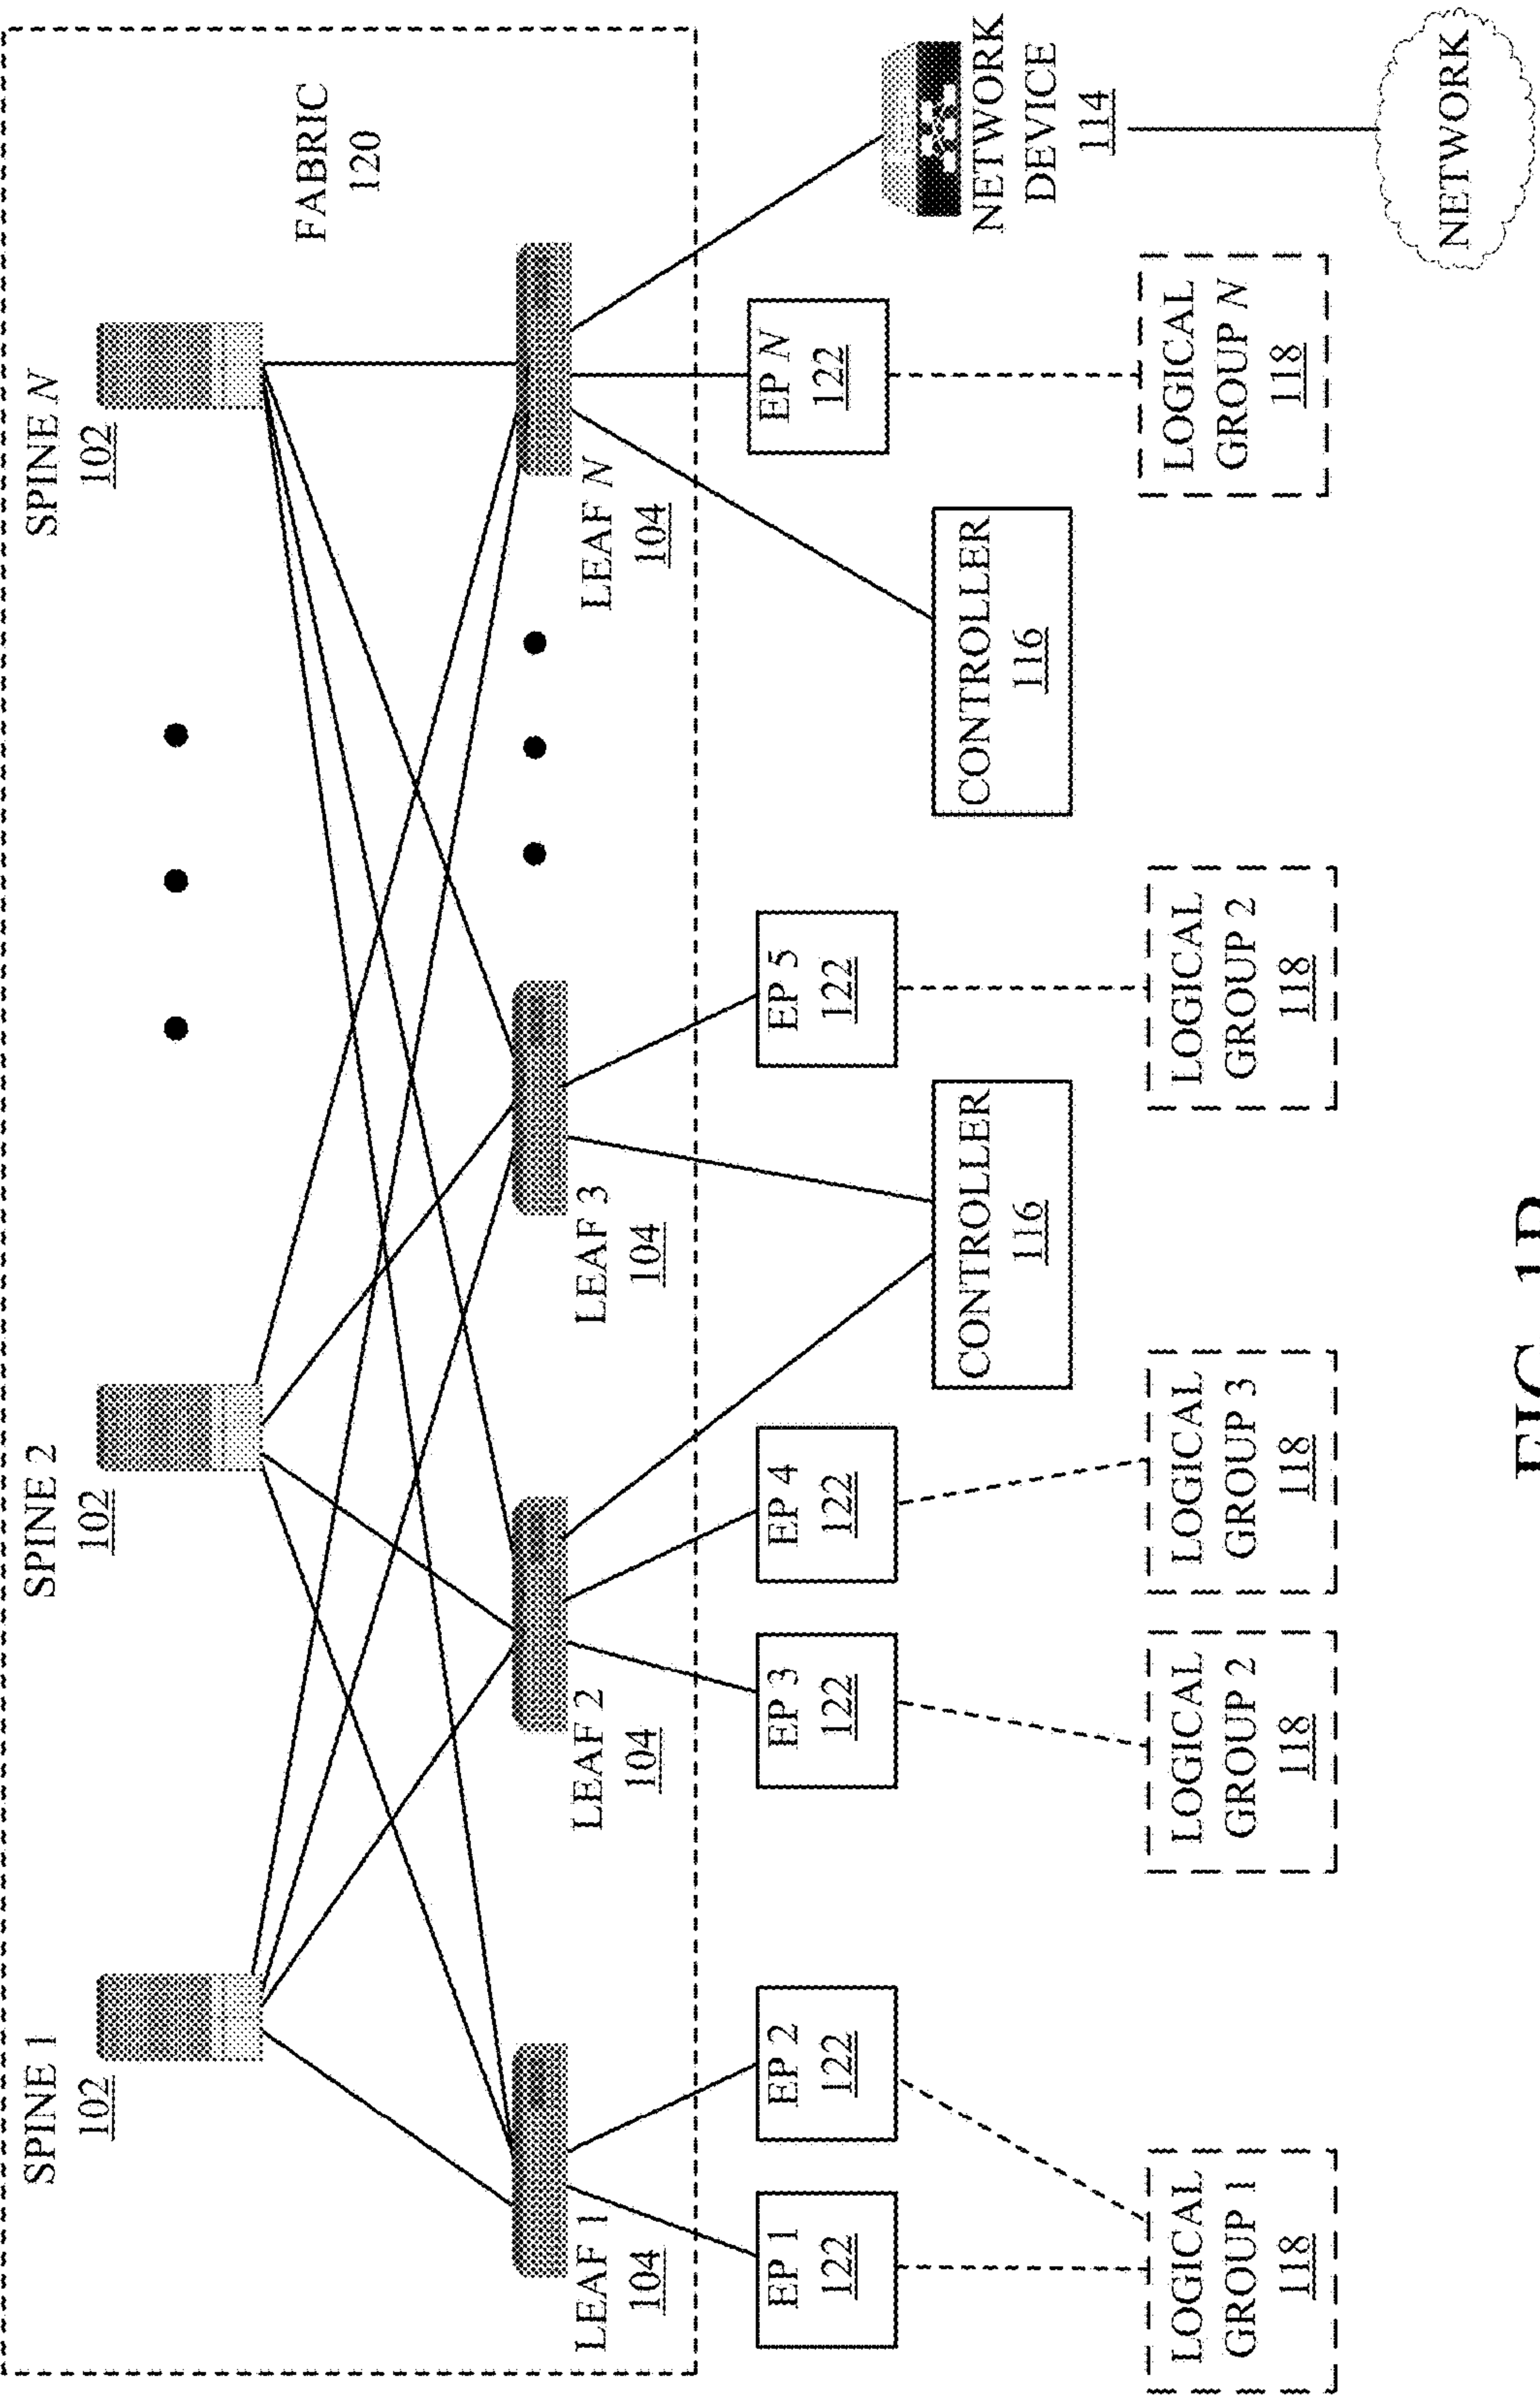 SPINE 1
102
SPINE 2
102
SPINE N
102
FABRIC
120
LEAF 1
104
LEAF 2
104
LEAF 3
104
LEAF N
104
EP 1
122
EP 2
122
EP 3
122
EP 4
122
EP 5
122
EP N
122
CONTROLLER
116
CONTROLLER
116
NETWORK
DEVICE
114
LOGICAL
GROUP 1
118
LOGICAL
GROUP 2
118
LOGICAL
GROUP 3
118
LOGICAL
GROUP 2
118
LOGICAL
GROUP N
118
NETWORK